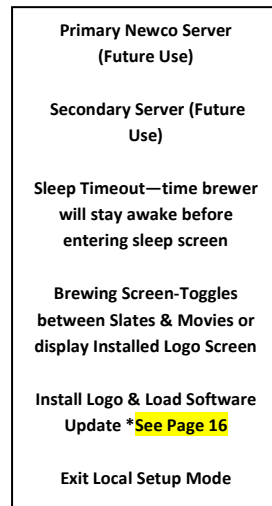 Primary Newco Server
(Future Use)
Secondary Server (Future
Use)
Sleep Timeout—time brewer
will stay awake before
entering sleep screen
Brewing Screen-Toggles
between Slates & Movies or
display Installed Logo Screen
Install Logo & Load Software
Update *See Page 16
Exit Local Setup Mode